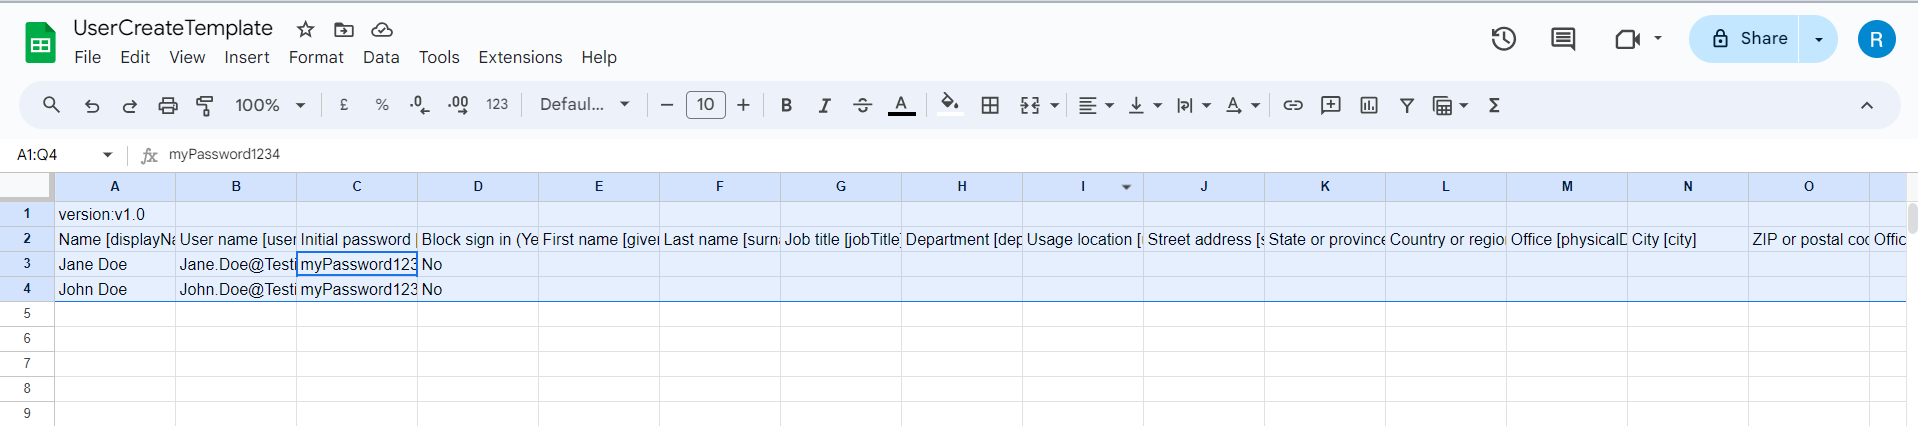 UserCreateTemplate
File Edit View Insert Format Data Tools Extensions Help
Share
R
100% £ % .0 .00 123 Defaul... 10 B I A A Σ
A1:Q4 fx myPassword1234
A B C D E F G H I J K L M N O
1 version:v1.0
2 Name [displayNa User name [user Initial password [ Block sign in (Ye First name [give Last name [surn Job title [jobTitle] Department [dep Usage location [ Street address [s State or province Country or regio Office [physicalD City [city] ZIP or postal cod Offic
3 Jane Doe Jane.Doe@Testi myPassword123 No
4 John Doe John.Doe@Testi myPassword123 No
5
6
7
8
9